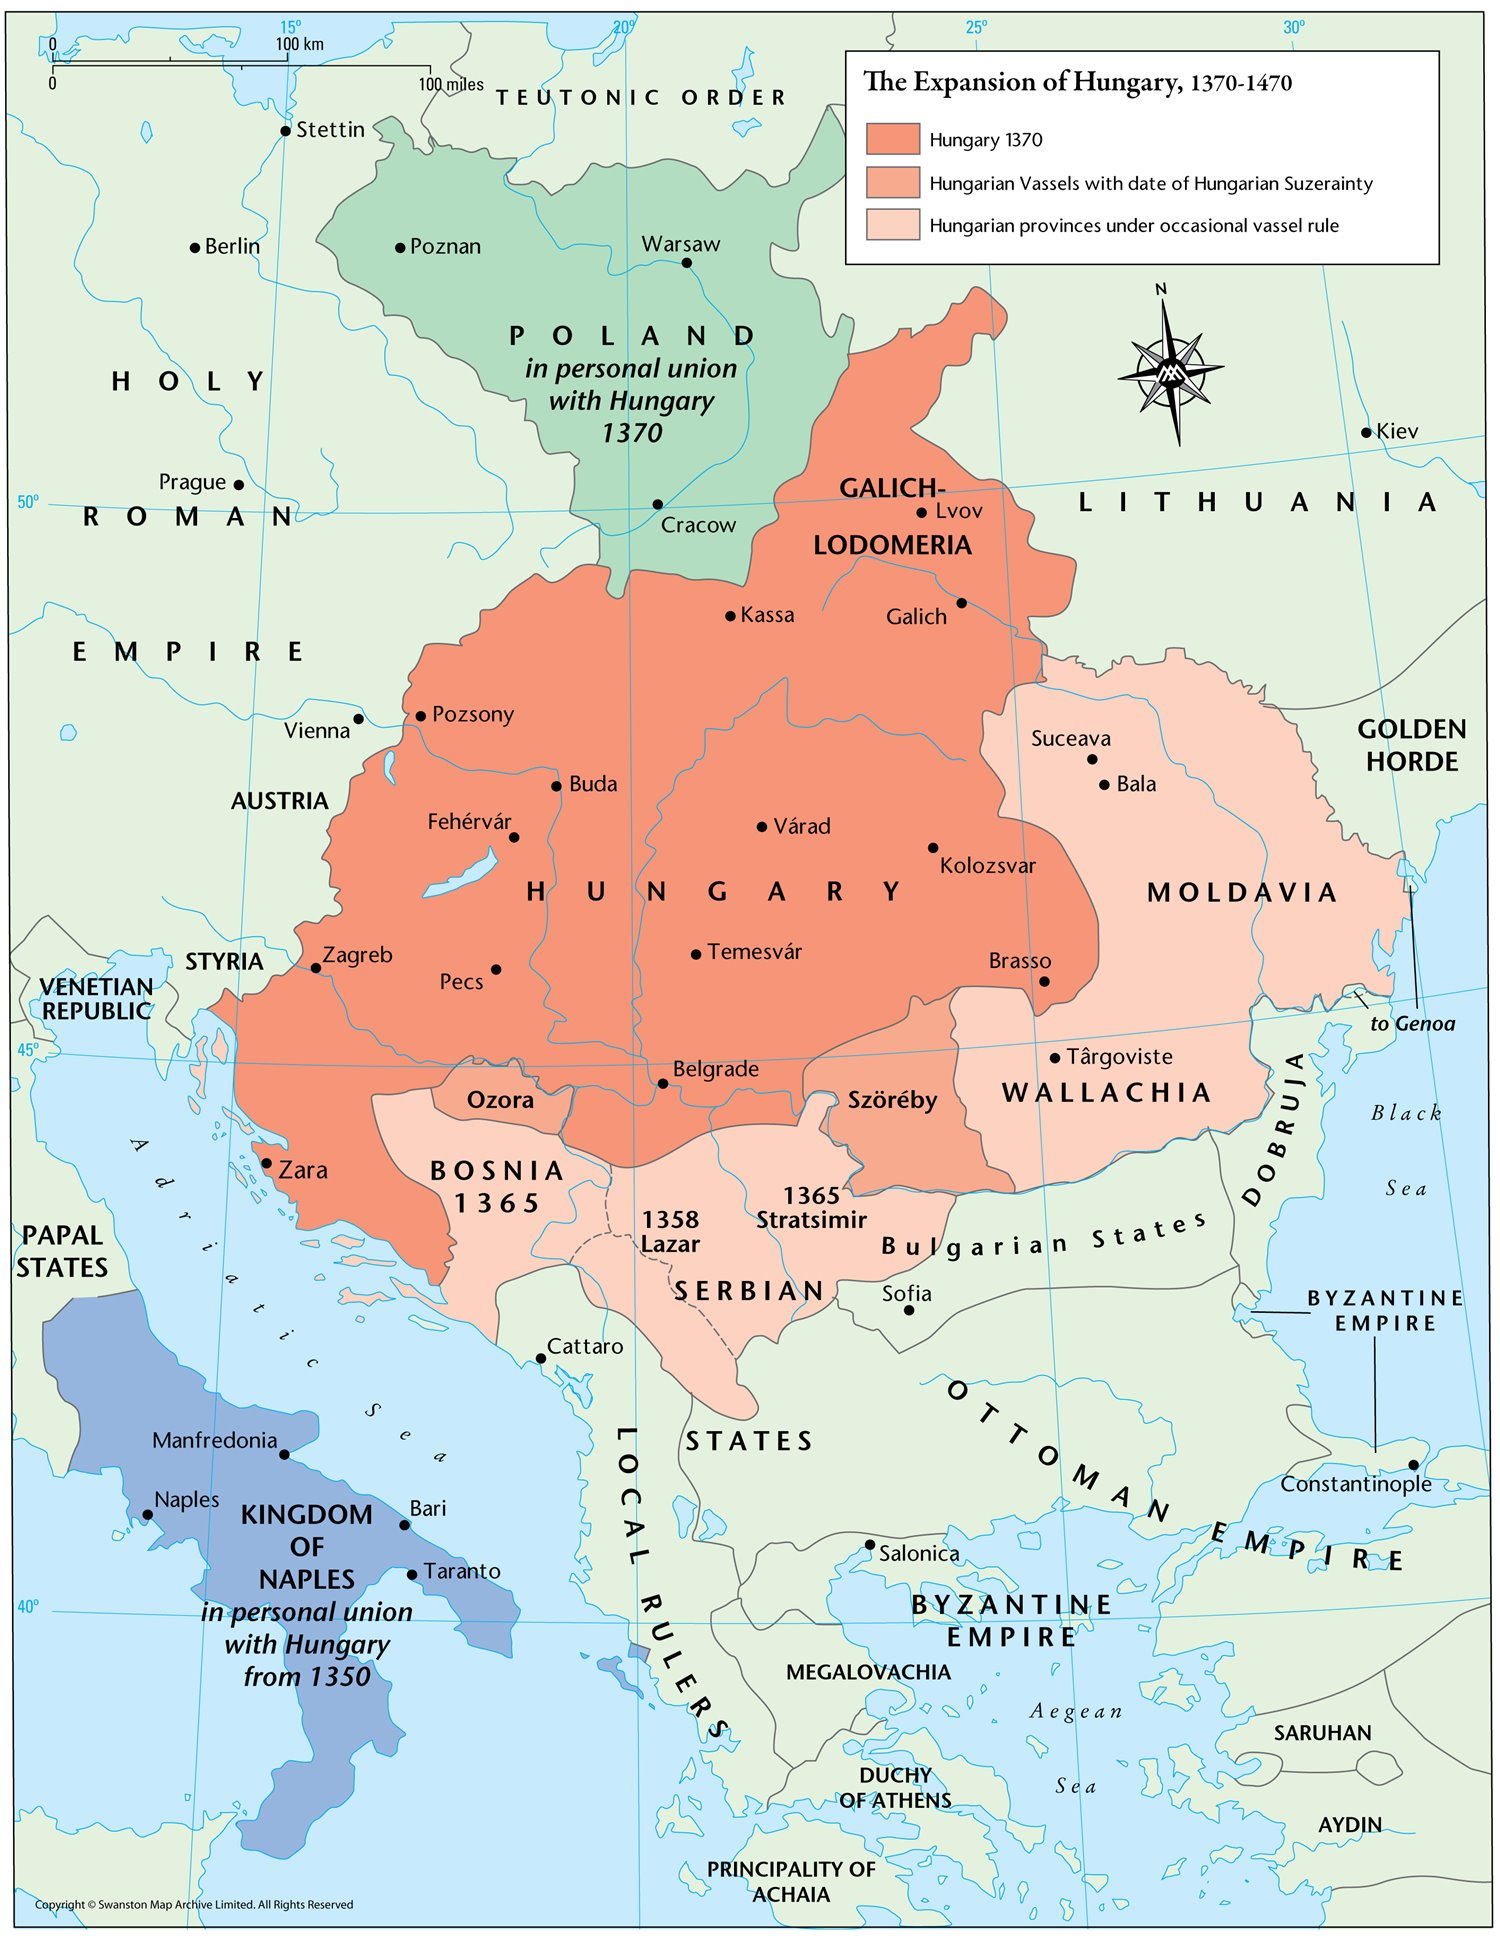 15°
20°
25°
30°
0
100 km
0
100 miles
TEUTONIC ORDER
The Expansion of Hungary, 1370-1470
Hungary 1370
Hungarian Vassels with date of Hungarian Suzerainty
Hungarian provinces under occasional vassel rule
Stettin
Berlin
Poznan
Warsaw
N
POLAND
in personal union
with Hungary
1370
HOLY
ROMAN
EMPIRE
Kiev
Prague
50°
GALICH-
Lvov
LODOMERIA
LITHUANIA
Cracow
Kassa
Galich
Vienna
Pozsony
Suceava
Bala
GOLDEN
HORDE
AUSTRIA
Buda
Fehérvár
Várad
Kolozsvar
HUNGARY
MOLDAVIA
Zagreb
STYRIA
Pecs
Temesvár
Brasso
VENETIAN
REPUBLIC
to Genoa
45°
Belgrade
Târgoviste
WALLACHIA
Ozora
Szöréby
DOBRUJA
Black
Sea
Adriatic Sea
Zara
BOSNIA
1365
1358
Lazar
1365
Stratsimir
Bulgarian States
PAPAL
STATES
SERBIAN
Sofia
BYZANTINE
EMPIRE
Cattaro
OTTOMAN EMPIRE
STATES
LOCAL RULERS
Manfredonia
Naples
KINGDOM
OF
NAPLES
in personal union
with Hungary
from 1350
Bari
Taranto
Constantinople
Salonica
40°
BYZANTINE
EMPIRE
MEGALOVACHIA
Aegean
Sea
SARUHAN
DUCHY
OF ATHENS
AYDIN
PRINCIPALITY OF
ACHAIA
Copyright © Swanston Map Archive Limited. All Rights Reserved